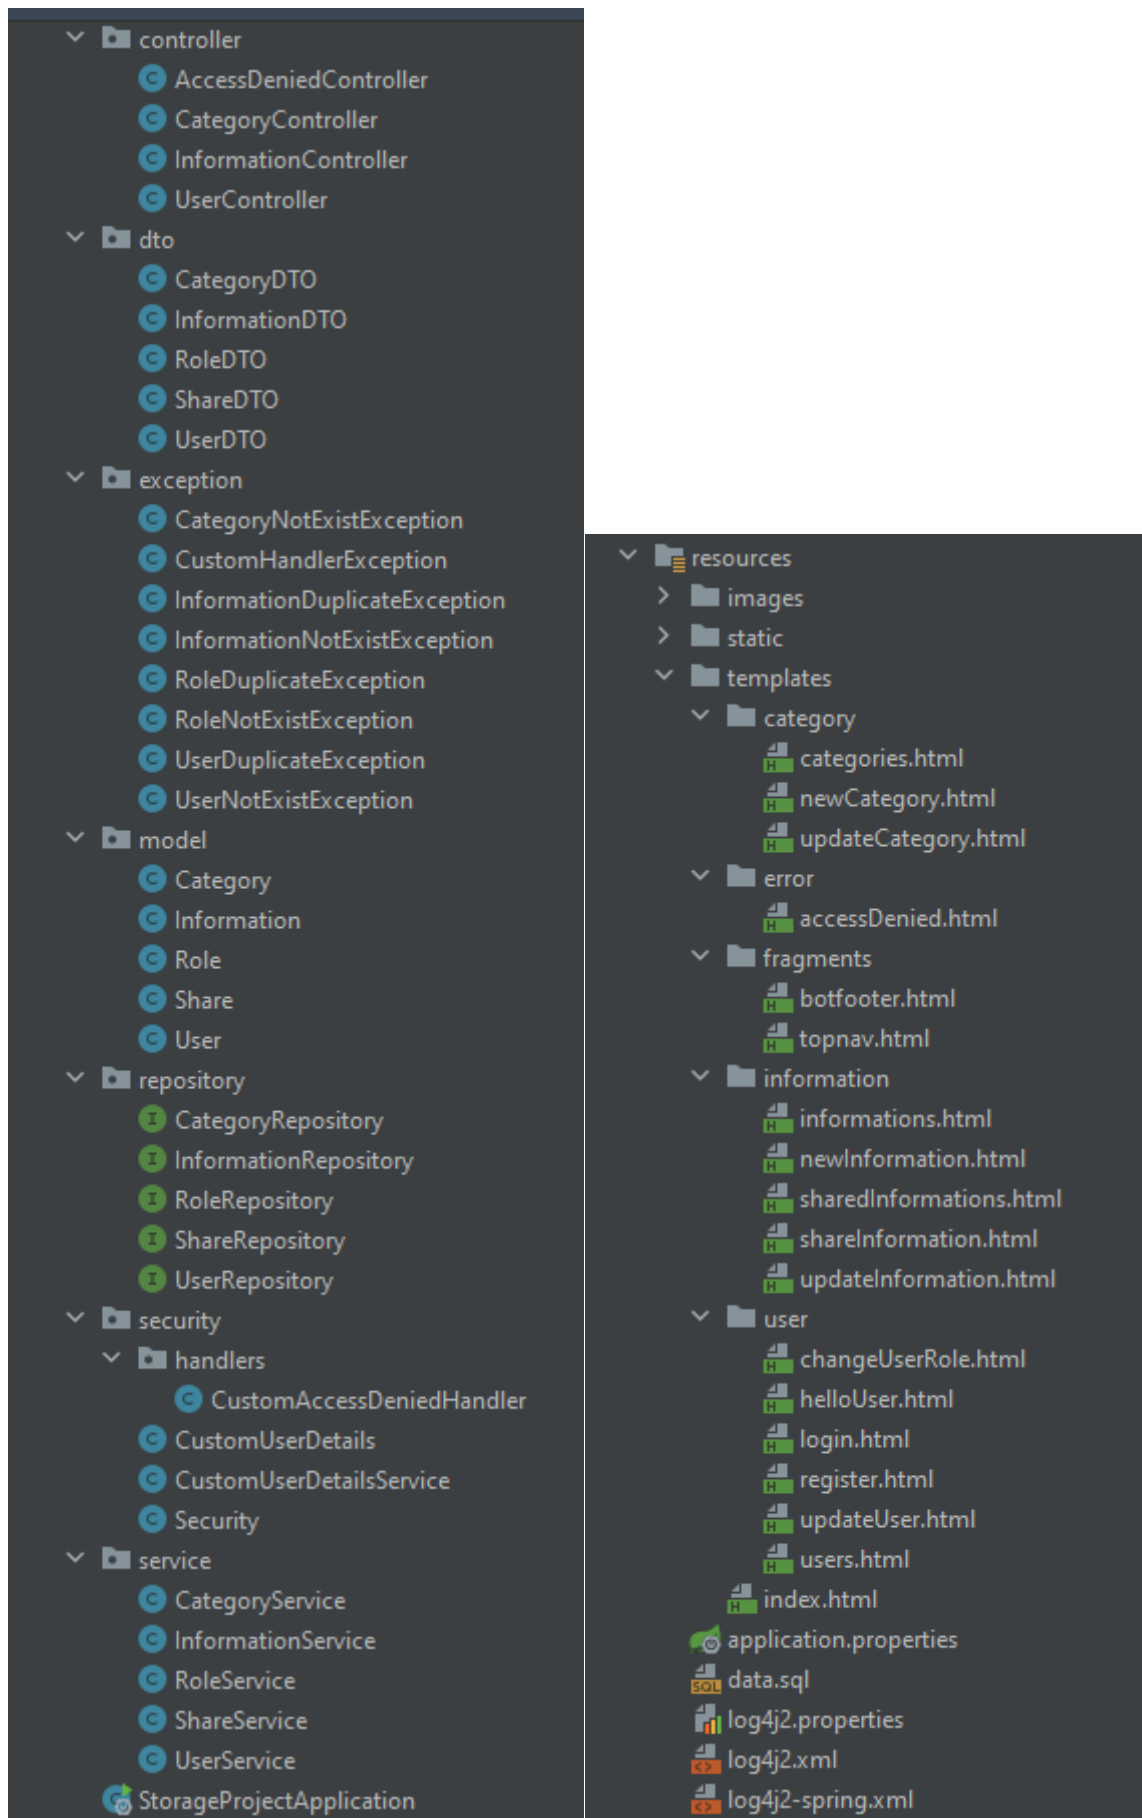 controller
AccessDeniedController
CategoryController
InformationController
UserController
dto
CategoryDTO
InformationDTO
RoleDTO
ShareDTO
UserDTO
exception
CategoryNotExistException
CustomHandlerException
InformationDuplicateException
InformationNotExistException
RoleDuplicateException
RoleNotExistException
UserDuplicateException
UserNotExistException
model
Category
Information
Role
Share
User
repository
CategoryRepository
InformationRepository
RoleRepository
ShareRepository
UserRepository
security
handlers
CustomAccessDeniedHandler
CustomUserDetails
CustomUserDetailsService
Security
service
CategoryService
InformationService
RoleService
ShareService
UserService
StorageProjectApplication
resources
images
static
templates
category
categories.html
newCategory.html
updateCategory.html
error
accessDenied.html
fragments
botfooter.html
topnav.html
information
informations.html
newInformation.html
sharedInformations.html
shareInformation.html
updateInformation.html
user
changeUserRole.html
helloUser.html
login.html
register.html
updateUser.html
users.html
index.html
application.properties
data.sql
log4j2.properties
log4j2.xml
log4j2-spring.xml